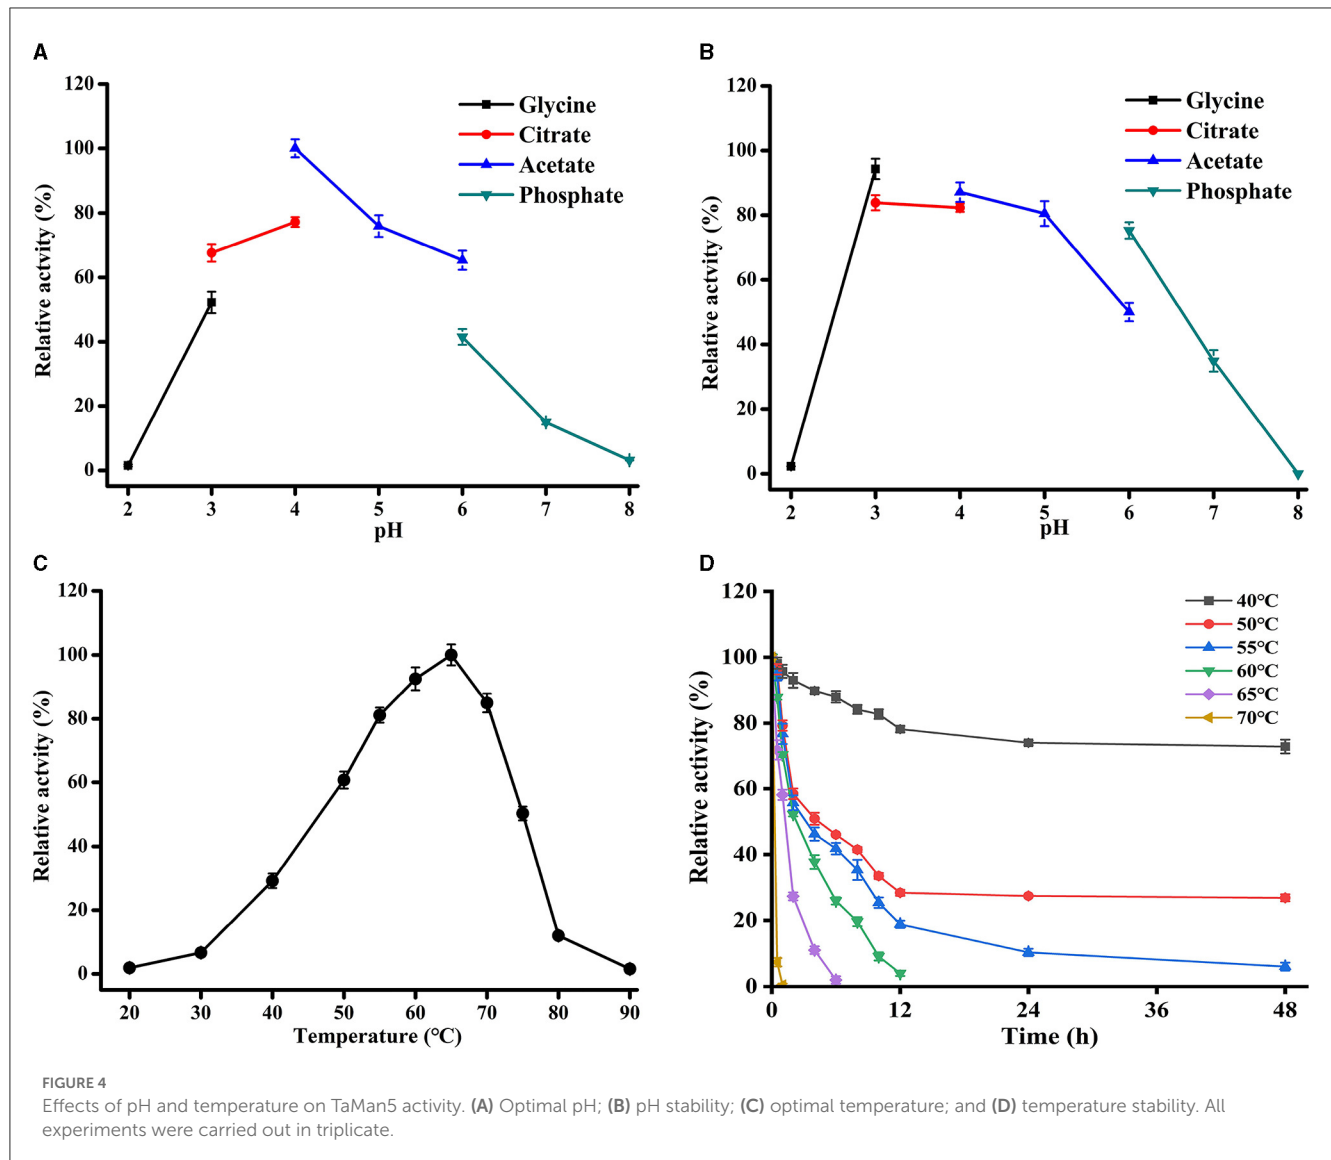 A
120
100
80
60
40
20
0
Relative actvity (%)
Glycine
Citrate
Acetate
Phosphate
2 3 4 5 6 7 8
pH
B
120
100
80
60
40
20
0
Relative actvity (%)
Glycine
Citrate
Acetate
Phosphate
2 3 4 5 6 7 8
pH
C
120
100
80
60
40
20
0
Relative actvity (%)
20 30 40 50 60 70 80 90
Temperature (°C)
D
120
100
80
60
40
20
0
Relative activity (%)
40°C
50°C
55°C
60°C
65°C
70°C
0 12 24 36 48
Time (h)
FIGURE 4
Effects of pH and temperature on TaMan5 activity. (A) Optimal pH; (B) pH stability; (C) optimal temperature; and (D) temperature stability. All
experiments were carried out in triplicate.